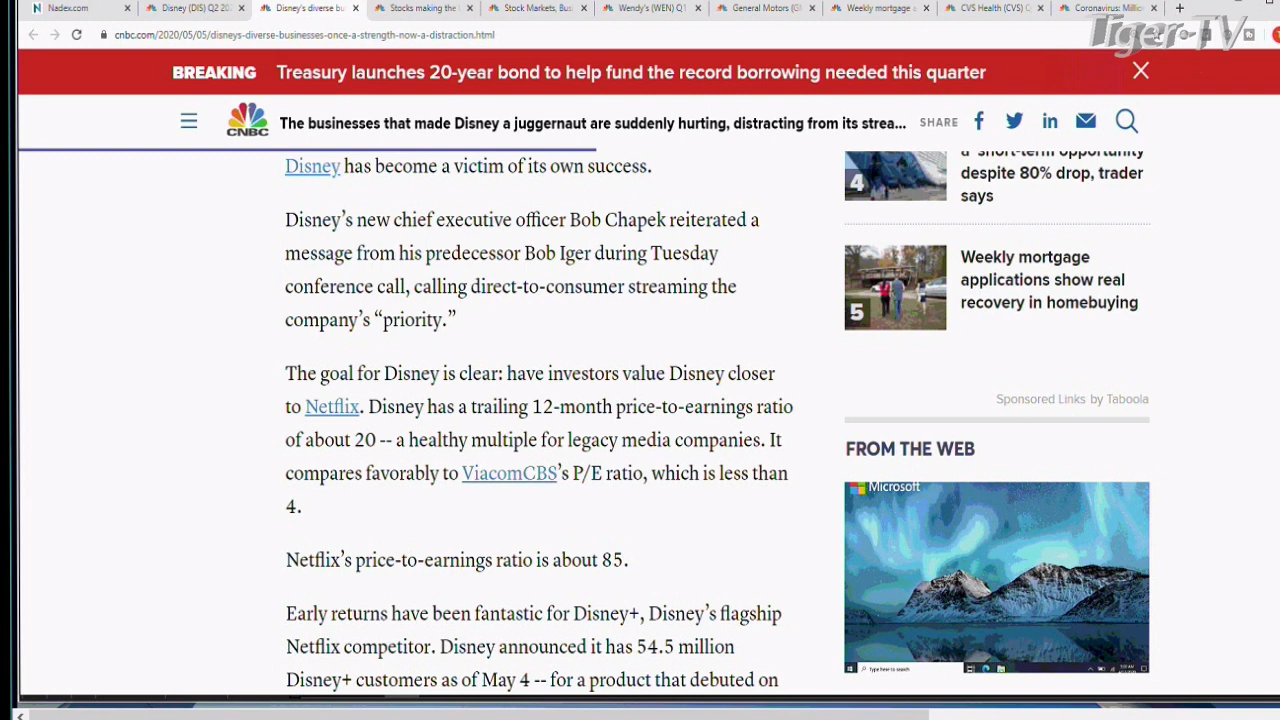 Nadex.com
Disney (DIS) Q2 202
Disney's diverse bu
Stocks making the
Stock Markets, Bus
Wendy's (WEN) Q1
General Motors (G
Weekly mortgage a
CVS Health (CVS) Q
Coronavirus: Millio
cnbc.com/2020/05/05/disneys-diverse-businesses-once-a-strength-now-a-distraction.html
Tiger-TV
BREAKING Treasury launches 20-year bond to help fund the record borrowing needed this quarter
CNBC
The businesses that made Disney a juggernaut are suddenly hurting, distracting from its strea...
SHARE
Disney has become a victim of its own success.
Disney’s new chief executive officer Bob Chapek reiterated a
message from his predecessor Bob Iger during Tuesday
conference call, calling direct-to-consumer streaming the
company’s “priority.”
The goal for Disney is clear: have investors value Disney closer
to Netflix. Disney has a trailing 12-month price-to-earnings ratio
of about 20 -- a healthy multiple for legacy media companies. It
compares favorably to ViacomCBS’s P/E ratio, which is less than
4.
Netflix’s price-to-earnings ratio is about 85.
Early returns have been fantastic for Disney+, Disney’s flagship
Netflix competitor. Disney announced it has 54.5 million
Disney+ customers as of May 4 -- for a product that debuted on
4
a ‘short-term opportunity
despite 80% drop, trader
says
5
Weekly mortgage
applications show real
recovery in homebuying
Sponsored Links by Taboola
FROM THE WEB
Microsoft
Type here to search